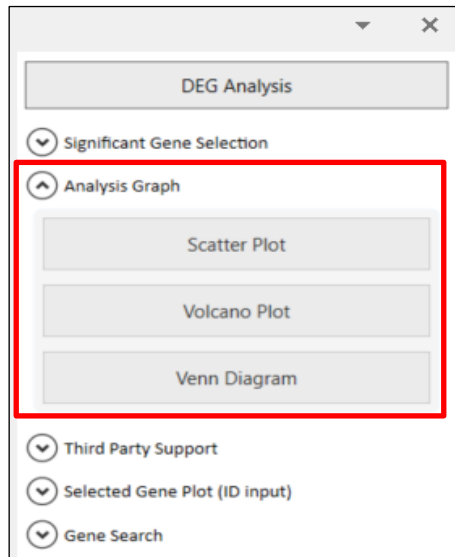 DEG Analysis
Significant Gene Selection
Analysis Graph
Scatter Plot
Volcano Plot
Venn Diagram
Third Party Support
Selected Gene Plot (ID input)
Gene Search